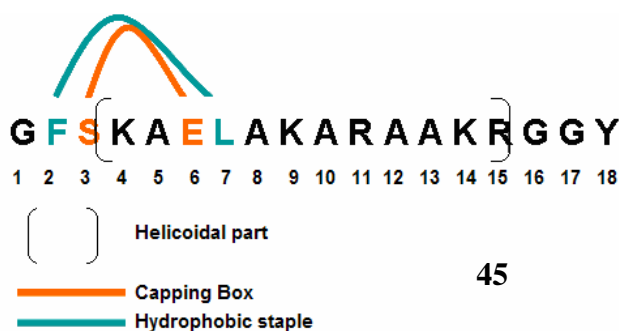 G F S K A E L A K A R A A K R G G Y
1 2 3 4 5 6 7 8 9 10 11 12 13 14 15 16 17 18
Helicoidal part
45
Capping Box
Hydrophobic staple